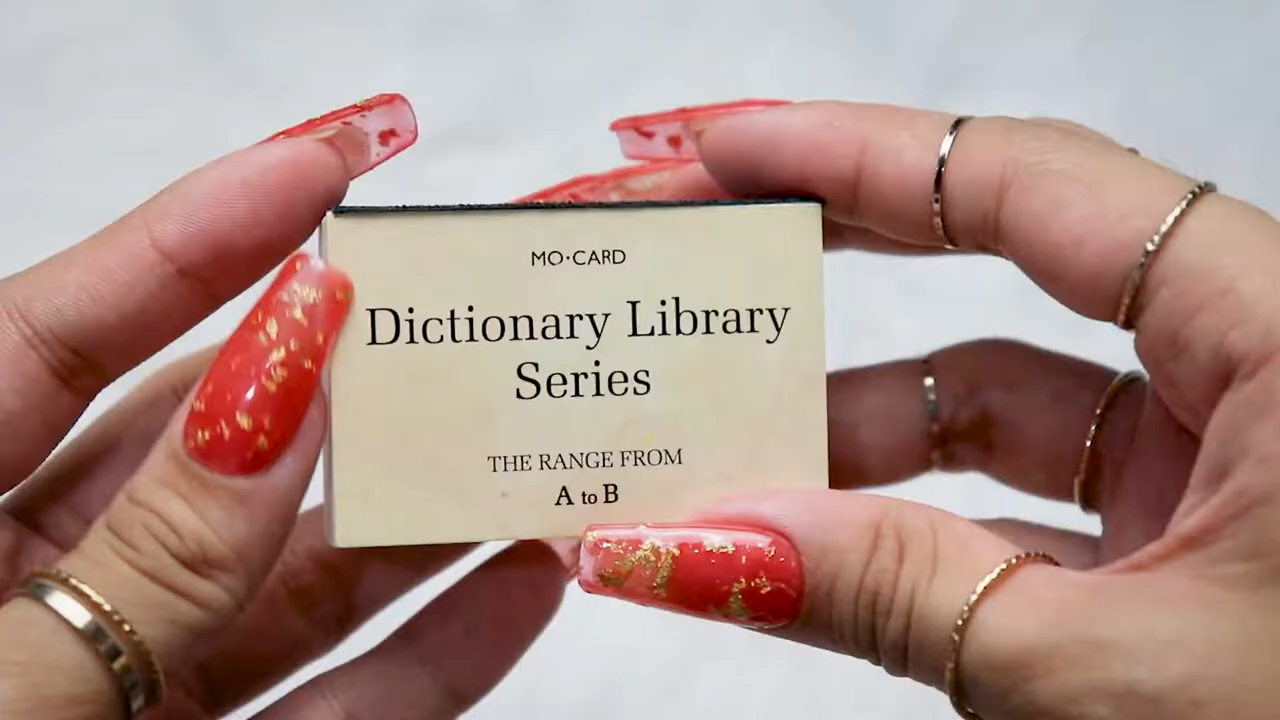 MO·CARD
Dictionary Library
Series
THE RANGE FROM
A to B